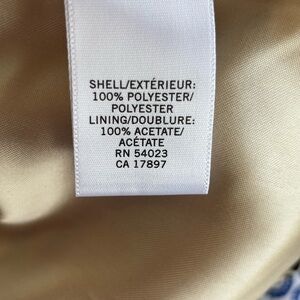 SHELL/EXTÉRIEUR:
100% POLYESTER/
POLYESTER
LINING/DOUBLURE:
100% ACETATE/
ACÉTATE
RN 54023
CA 17897